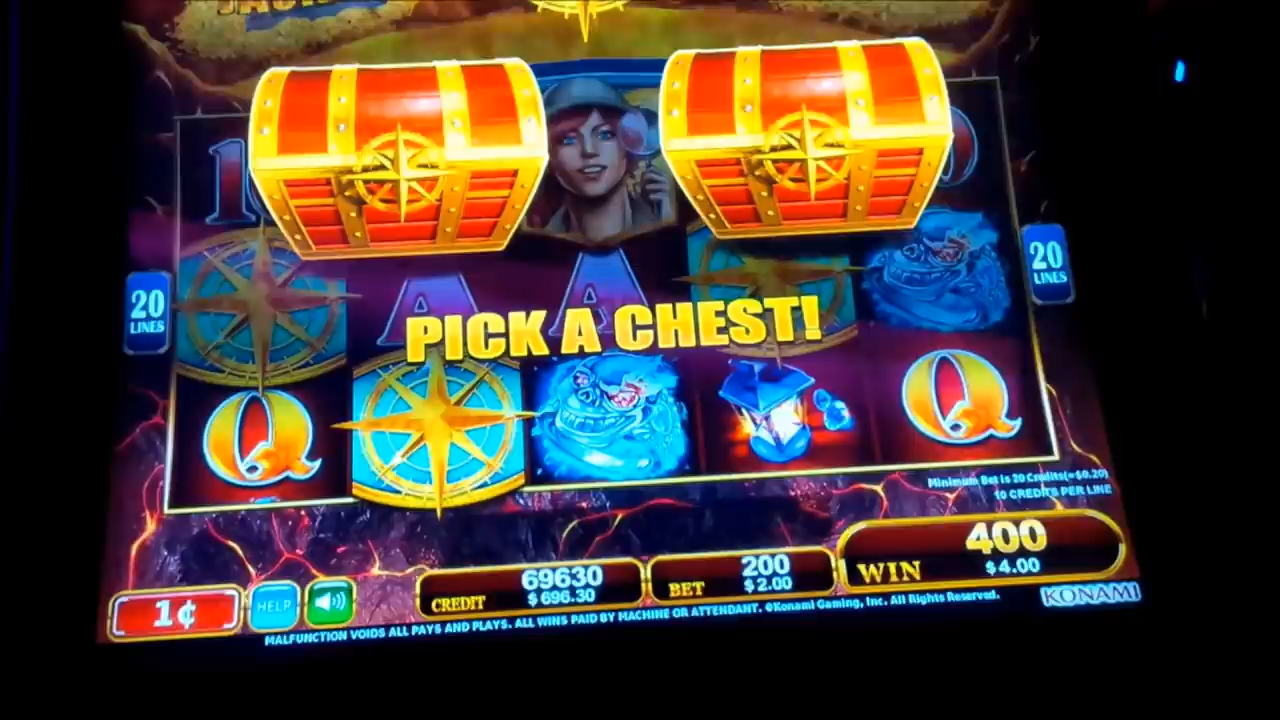 20
LINES
20
LINES
A
A
PICK A CHEST!
Q
Q
Minimum Bet is 20 Credits(=$0.20)
10 CREDITS PER LINE
1¢
HELP
CREDIT
69630
$696.30
BET
200
$2.00
WIN
400
$4.00
MALFUNCTION VOIDS ALL PAYS AND PLAYS. ALL WINS PAID BY MACHINE OR ATTENDANT. ©Konami Gaming, Inc. All Rights Reserved.
KONAMI